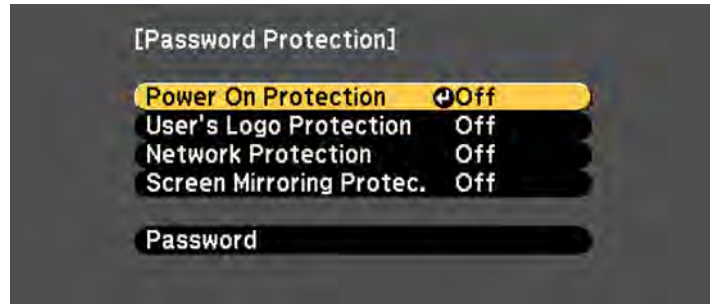 [Password Protection]
Power On Protection Off
User's Logo Protection Off
Network Protection Off
Screen Mirroring Protec. Off
Password